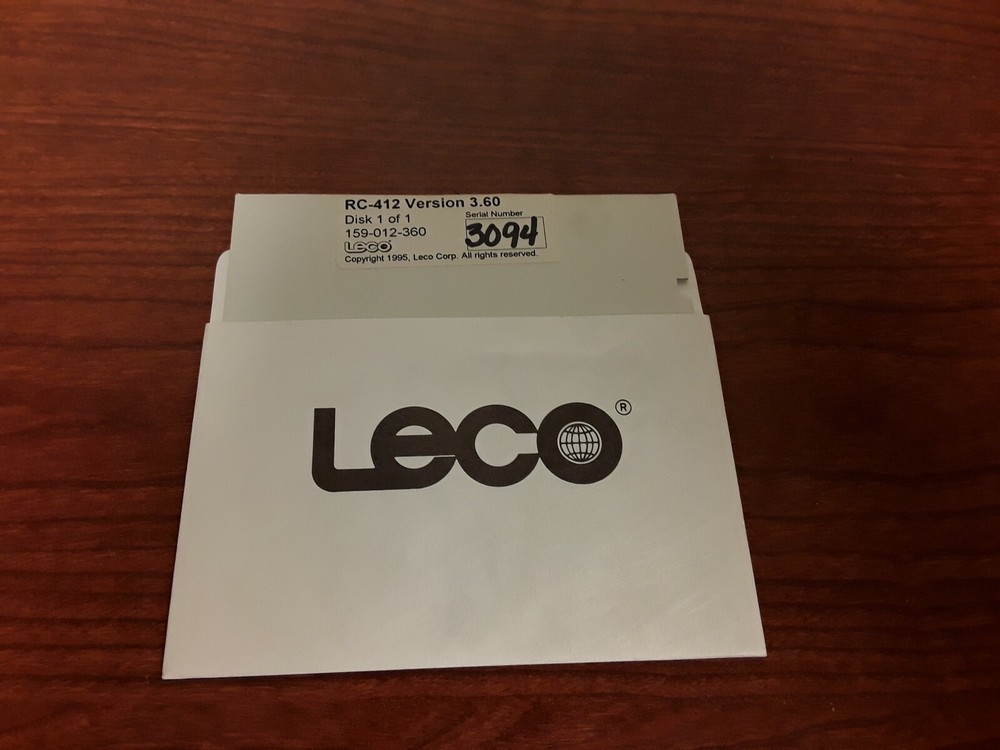 RC-412 Version 3.60
Disk 1 of 1
Serial Number
159-012-360
3094
LECO
Copyright 1995, Leco Corp. All rights reserved.
LECO ®